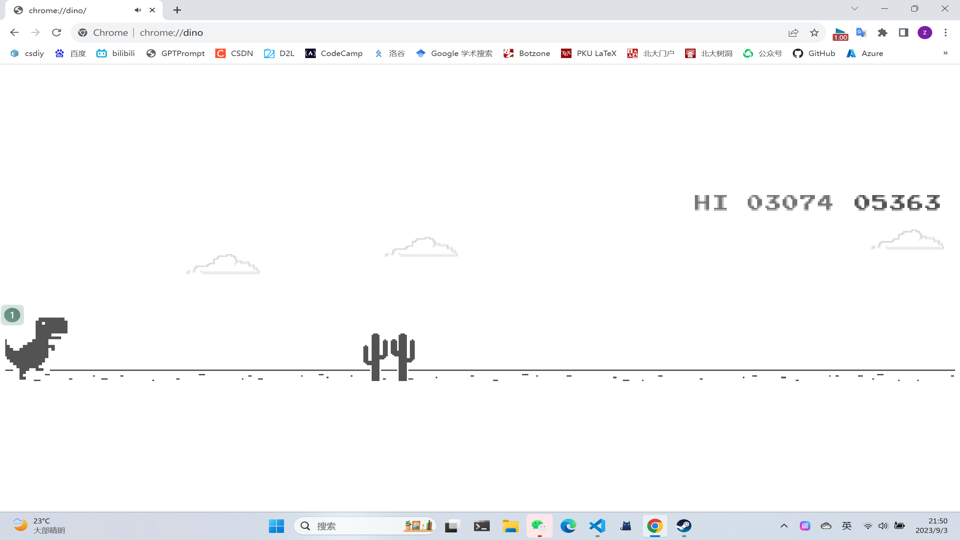 chrome://dino/
Chrome | chrome://dino
1.00
z
csdiy 百度 bilibili GPTPrompt CSDN D2L CodeCamp 洛谷 Google 学术搜索 Botzone PKU LaTeX 北大门户 北大树洞 公众号 GitHub Azure »
HI 03074 05363
1
23°C
大部晴朗
搜索
英
21:50
2023/9/3